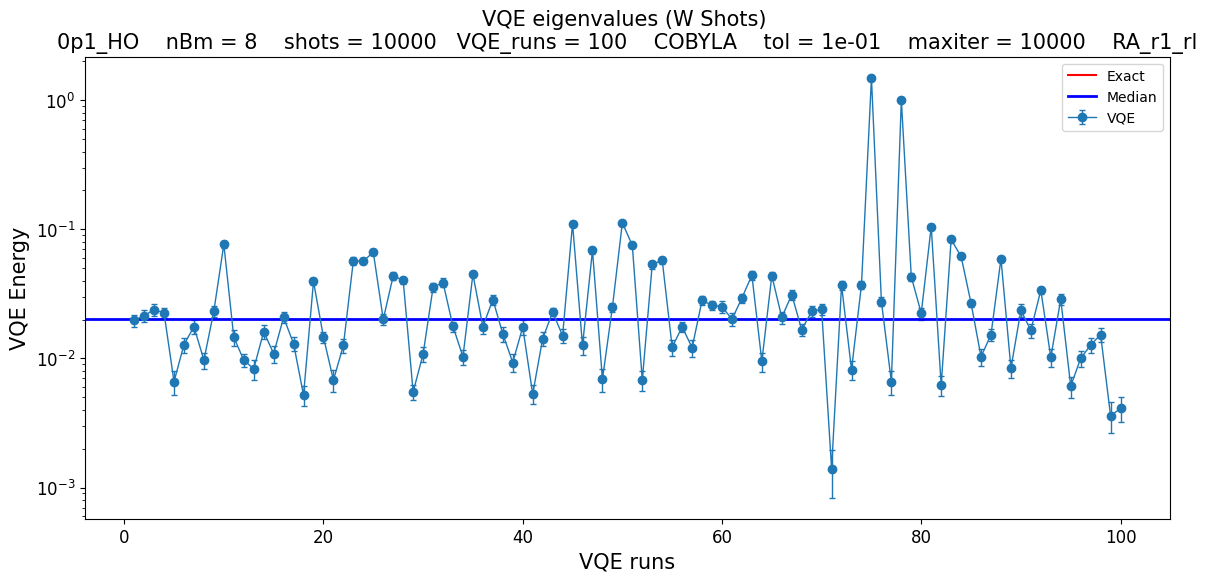 VQE eigenvalues (W Shots)
0p1_HO nBm = 8 shots = 10000 VQE_runs = 100 COBYLA tol = 1e-01 maxiter = 10000 RA_r1_rl
Exact
Median
VQE
VQE Energy
10⁰
10⁻¹
10⁻²
10⁻³
0 20 40 60 80 100
VQE runs